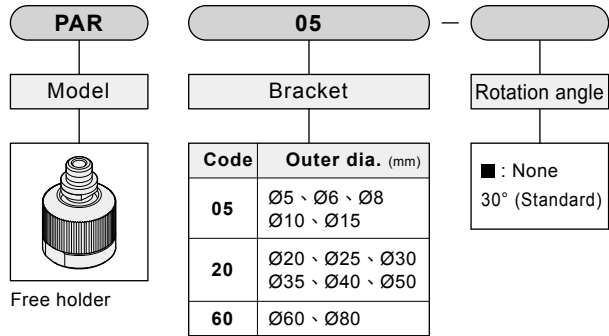 PAR 05 —
Model Bracket Rotation angle
Free holder
Code Outer dia. (mm)
05 Ø5、Ø6、Ø8
Ø10、Ø15
20 Ø20、Ø25、Ø30
Ø35、Ø40、Ø50
60 Ø60、Ø80
■ : None
30° (Standard)